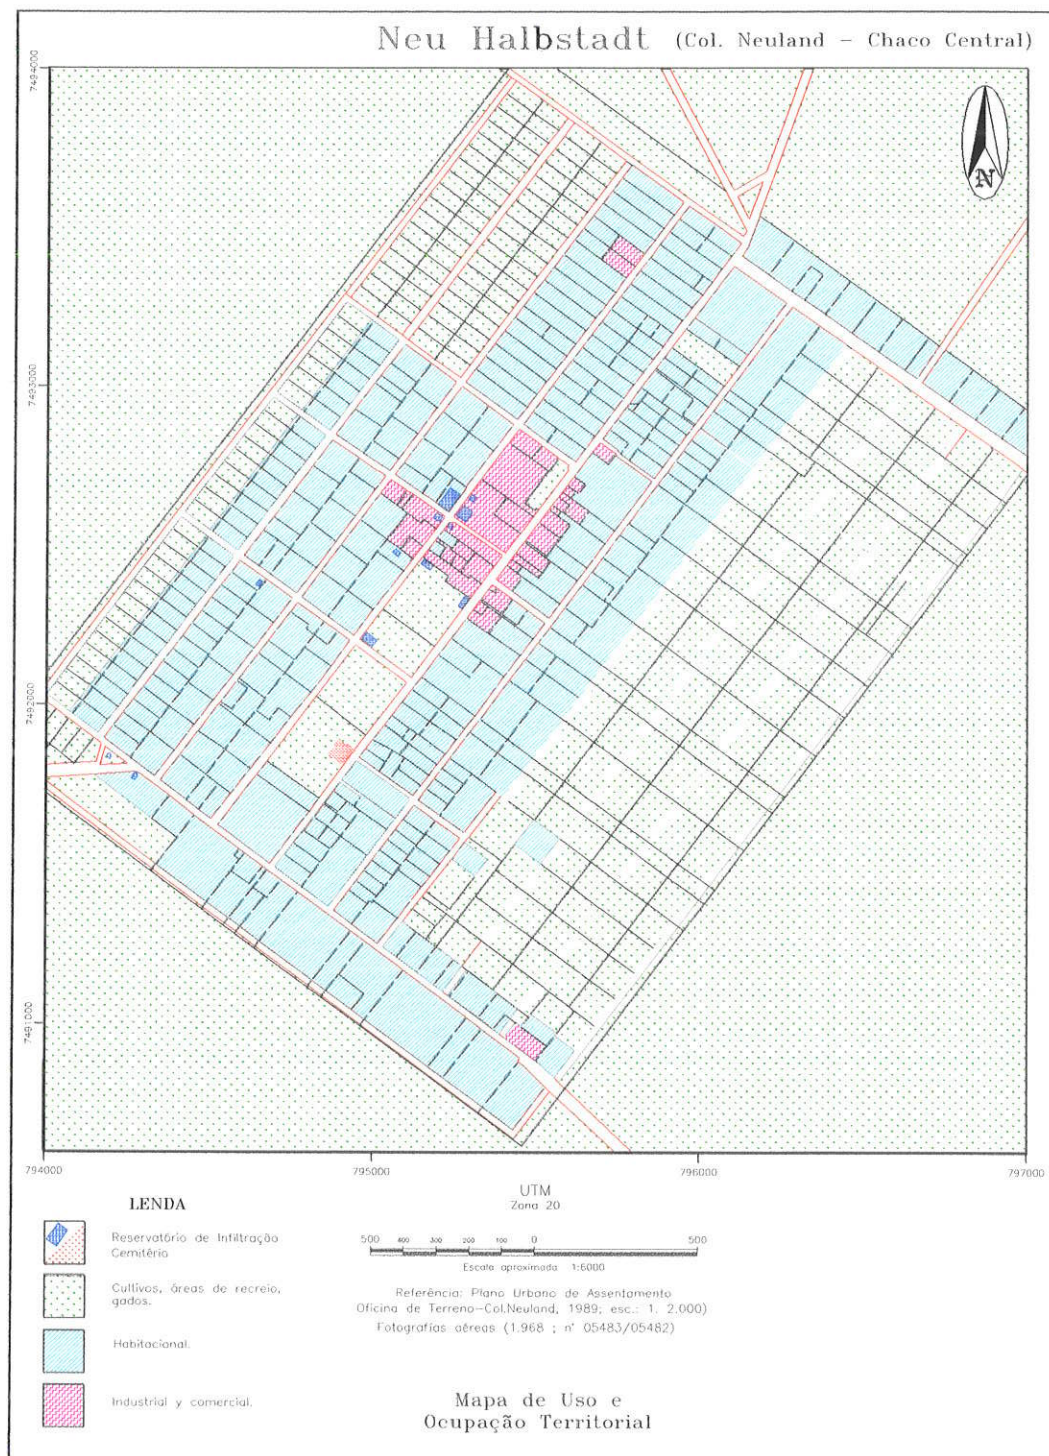 Neu Halbstadt (Col. Neuland – Chaco Central)
7494000
N
7493000
7492000
7491000
794000
795000
796000
797000
UTM
Zona 20
LENDA
Reservatório de Infiltração
Cemitério
Cultivos, áreas de recreio,
gados.
Habitacional.
Industrial y comercial.
500 400 300 200 100 0 500
Escala aproximada 1:6000
Referência: Plano Urbano de Assentamento
Oficina de Terreno-Col.Neuland, 1989; esc.: 1. 2.000)
Fotografías aéreas (1.968 ; n° 05483/05482)
Mapa de Uso e
Ocupação Territorial